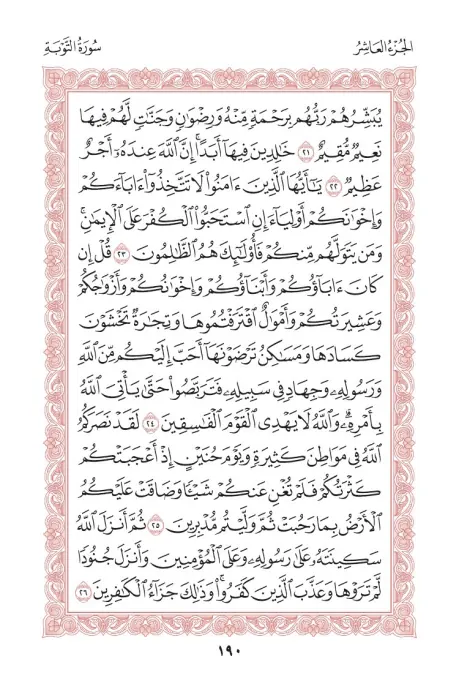 الجُزْءُ العَاشِرُ
سُورَةُ التَّوْبَةِ
يُبَشِّرُهُمْ رَبُّهُم بِرَحْمَةٍ مِّنْهُ وَرِضْوَٰنٍ وَجَنَّٰتٍ لَّهُمْ فِيهَا
نَعِيمٌ مُّقِيمٌ ٢١ خَٰلِدِينَ فِيهَآ أَبَدًا ۚ إِنَّ ٱللَّهَ عِندَهُۥٓ أَجْرٌ
عَظِيمٌ ٢٢ يَٰٓأَيُّهَا ٱلَّذِينَ ءَامَنُوا۟ لَا تَتَّخِذُوٓا۟ ءَابَآءَكُمْ
وَإِخْوَٰنَكُمْ أَوْلِيَآءَ إِنِ ٱسْتَحَبُّوا۟ ٱلْكُفْرَ عَلَى ٱلْإِيمَٰنِ ۚ
وَمَن يَتَوَلَّهُم مِّنكُمْ فَأُو۟لَٰٓئِكَ هُمُ ٱلظَّٰلِمُونَ ٢٣ قُلْ إِن
كَانَ ءَابَآؤُكُمْ وَأَبْنَآؤُكُمْ وَإِخْوَٰنُكُمْ وَأَزْوَٰجُكُمْ
وَعَشِيرَتُكُمْ وَأَمْوَٰلٌ ٱقْتَرَفْتُمُوهَا وَتِجَٰرَةٌ تَخْشَوْنَ
كَسَادَهَا وَمَسَٰكِنُ تَرْضَوْنَهَآ أَحَبَّ إِلَيْكُم مِّنَ ٱللَّهِ
وَرَسُولِهِۦ وَجِهَادٍ فِى سَبِيلِهِۦ فَتَرَبَّصُوا۟ حَتَّىٰ يَأْتِىَ ٱللَّهُ
بِأَمْرِهِۦ ۗ وَٱللَّهُ لَا يَهْدِى ٱلْقَوْمَ ٱلْفَٰسِقِينَ ٢٤ لَقَدْ نَصَرَكُمُ
ٱللَّهُ فِى مَوَاطِنَ كَثِيرَةٍ ۙ وَيَوْمَ حُنَيْنٍ ۙ إِذْ أَعْجَبَتْكُمْ
كَثْرَتُكُمْ فَلَمْ تُغْنِ عَنكُمْ شَيْـًٔا وَضَاقَتْ عَلَيْكُمُ
ٱلْأَرْضُ بِمَا رَحُبَتْ ثُمَّ وَلَّيْتُم مُّدْبِرِينَ ٢٥ ثُمَّ أَنزَلَ ٱللَّهُ
سَكِينَتَهُۥ عَلَىٰ رَسُولِهِۦ وَعَلَى ٱلْمُؤْمِنِينَ وَأَنزَلَ جُنُودًا
لَّمْ تَرَوْهَا وَعَذَّبَ ٱلَّذِينَ كَفَرُوا۟ ۚ وَذَٰلِكَ جَزَآءُ ٱلْكَٰفِرِينَ ٢٦
١٩٠